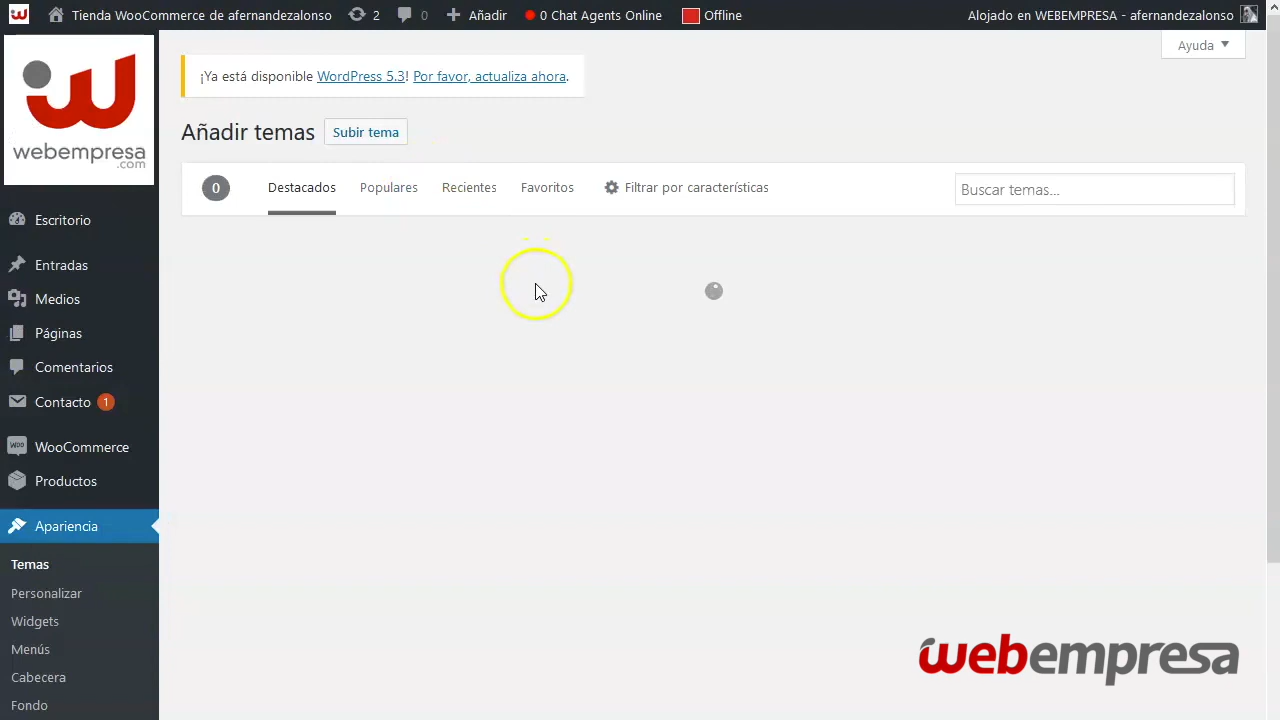 Tienda WooCommerce de afernandezalonso 2 0 Añadir 0 Chat Agents Online Offline Alojado en WEBEMPRESA - afernandezalonso
webempresa
.com
Ayuda
¡Ya está disponible WordPress 5.3! Por favor, actualiza ahora.
Añadir temas Subir tema
0 Destacados Populares Recientes Favoritos Filtrar por características Buscar temas...
Escritorio
Entradas
Medios
Páginas
Comentarios
Contacto 1
woo WooCommerce
Productos
Apariencia
Temas
Personalizar
Widgets
Menús
Cabecera
Fondo
webempresa